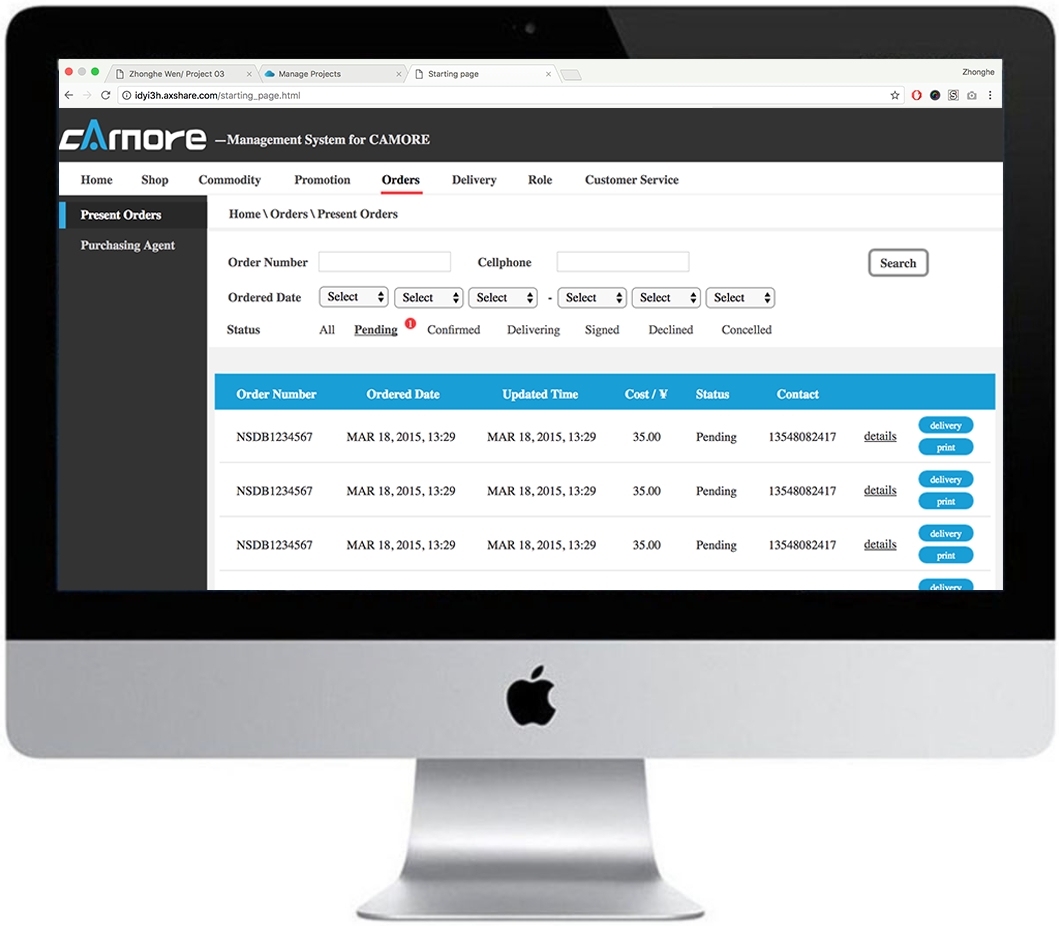 Zhonghe Wen/ Project 03 × Manage Projects × Starting page × Zhonghe
idyi3h.axshare.com/starting_page.html
cAmore —Management System for CAMORE
Home Shop Commodity Promotion Orders Delivery Role Customer Service
Present Orders Home \ Orders \ Present Orders
Purchasing Agent
Order Number Cellphone Search
Ordered Date Select Select Select - Select Select Select
Status All Pending 1 Confirmed Delivering Signed Declined Cancelled
Order Number Ordered Date Updated Time Cost / ¥ Status Contact
delivery
NSDB1234567 MAR 18, 2015, 13:29 MAR 18, 2015, 13:29 35.00 Pending 13548082417 details
print
delivery
NSDB1234567 MAR 18, 2015, 13:29 MAR 18, 2015, 13:29 35.00 Pending 13548082417 details
print
delivery
NSDB1234567 MAR 18, 2015, 13:29 MAR 18, 2015, 13:29 35.00 Pending 13548082417 details
print
delivery